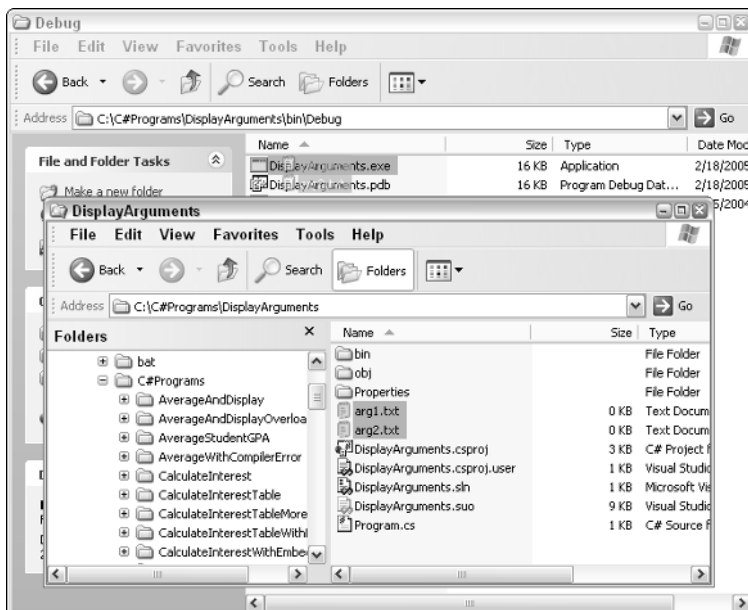 Debug
File Edit View Favorites Tools Help
Back Search Folders
Address C:\C#Programs\DisplayArguments\bin\Debug Go
File and Folder Tasks
Make a new folder
Name Size Type Date Mod
DisplayArguments.exe 16 KB Application 2/18/2005
DisplayArguments.pdb 16 KB Program Debug Dat... 2/18/2005
5/2004
DisplayArguments
File Edit View Favorites Tools Help
Back Search Folders
Address C:\C#Programs\DisplayArguments Go
Folders
bat
C#Programs
AverageAndDisplay
AverageAndDisplayOverloa
AverageStudentGPA
AverageWithCompilerError
CalculateInterest
CalculateInterestTable
CalculateInterestTableMore
CalculateInterestTableWithI
CalculateInterestWithEmbe
Name Size Type
bin File Folder
obj File Folder
Properties File Folder
arg1.txt 0 KB Text Docum
arg2.txt 0 KB Text Docum
DisplayArguments.csproj 3 KB C# Project f
DisplayArguments.csproj.user 1 KB Visual Studio
DisplayArguments.sln 1 KB Microsoft Vis
DisplayArguments.suo 9 KB Visual Studio
Program.cs 1 KB C# Source f